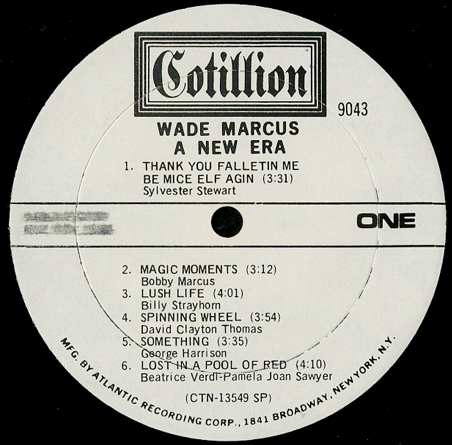 Cotillion
9043
WADE MARCUS
A NEW ERA
1. THANK YOU FALLETIN ME
BE MICE ELF AGIN (3:31)
Sylvester Stewart
ONE
2. MAGIC MOMENTS (3:12)
Bobby Marcus
3. LUSH LIFE (4:01)
Billy Strayhorn
4. SPINNING WHEEL (3:54)
David Clayton Thomas
5. SOMETHING (3:35)
George Harrison
6. LOST IN A POOL OF RED (4:10)
Beatrice Verdi-Pamela Joan Sawyer
(CTN-13549 SP)
MFG. BY ATLANTIC RECORDING CORP., 1841 BROADWAY, NEW YORK, N.Y.